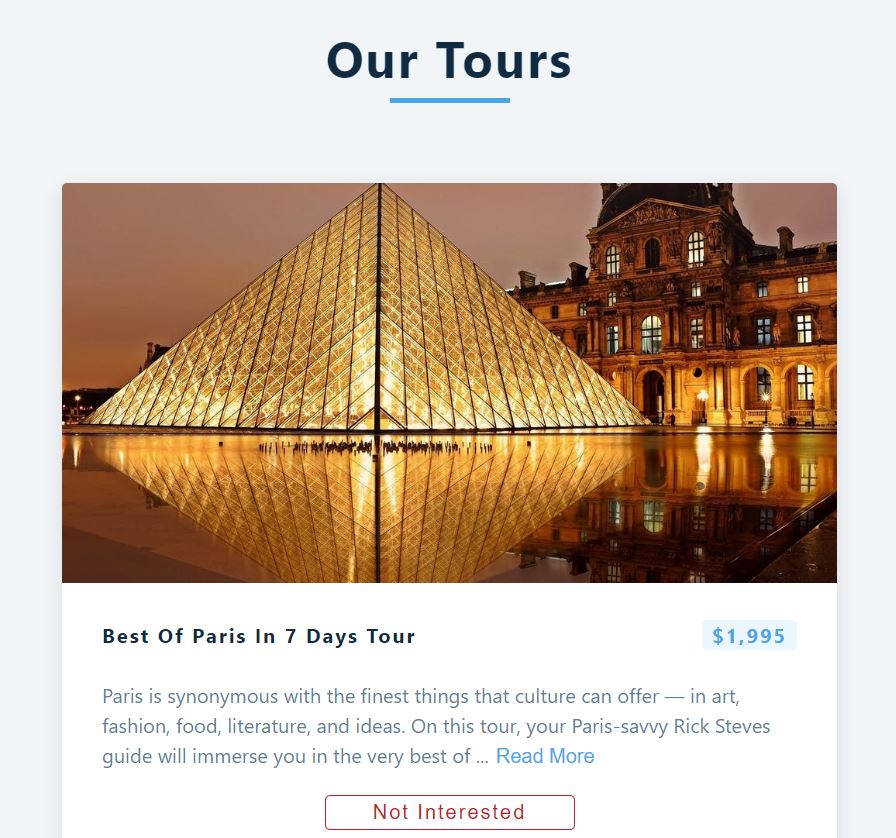 Our Tours
Best Of Paris In 7 Days Tour
$1,995
Paris is synonymous with the finest things that culture can offer — in art,
fashion, food, literature, and ideas. On this tour, your Paris-savvy Rick Steves
guide will immerse you in the very best of ... Read More
Not Interested